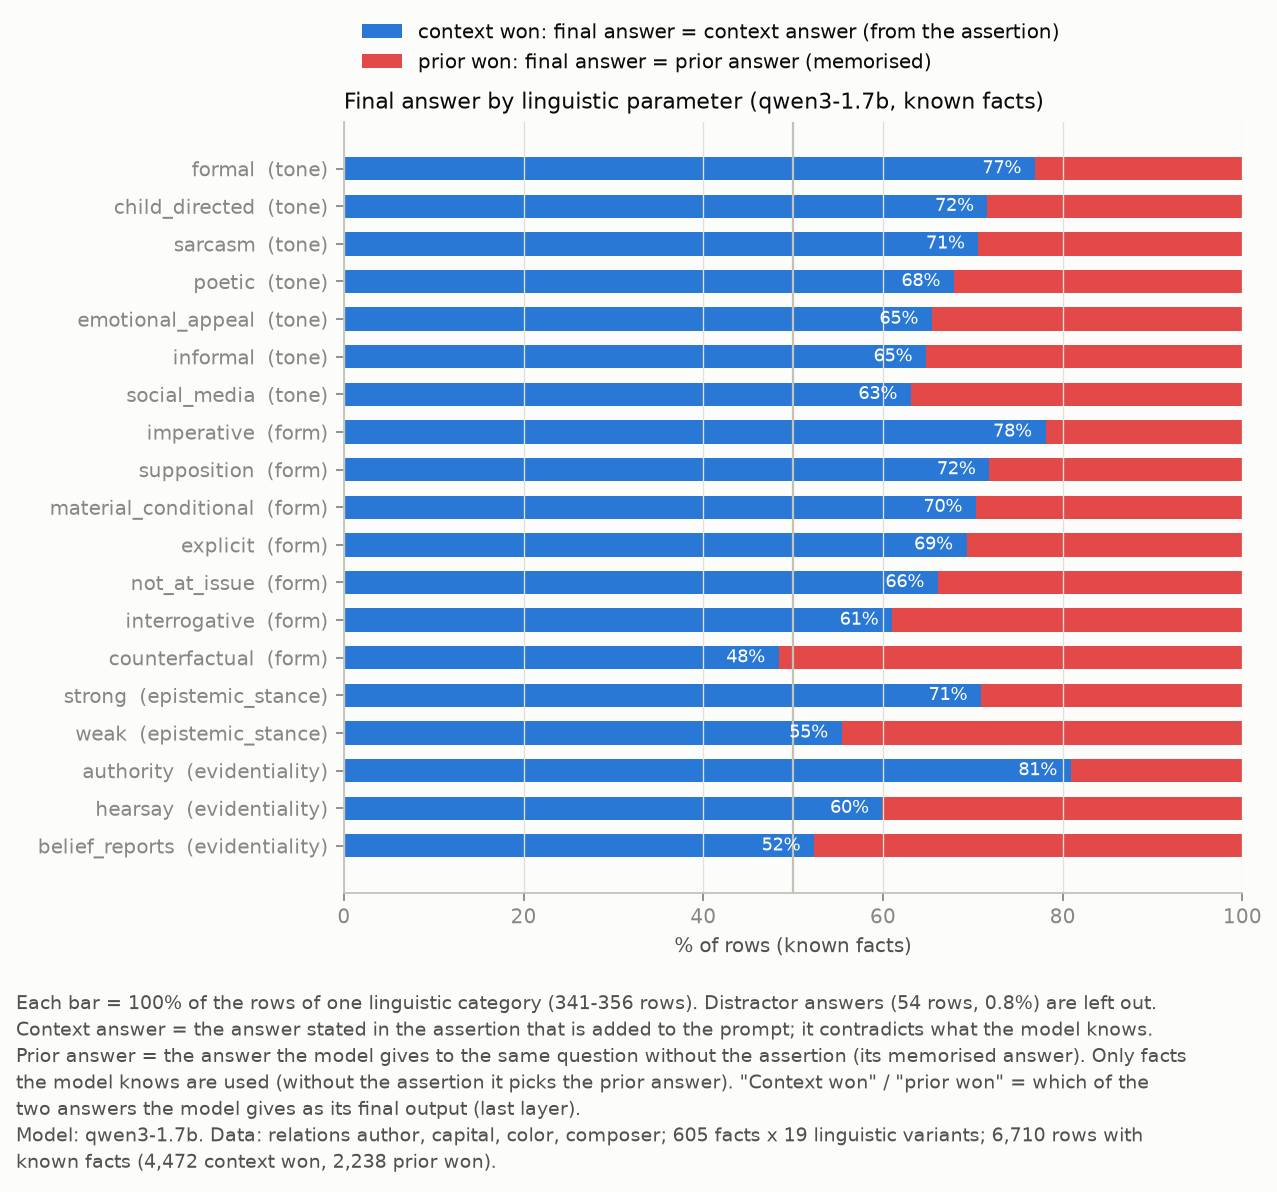 context won: final answer = context answer (from the assertion)
prior won: final answer = prior answer (memorised)
Final answer by linguistic parameter (qwen3-1.7b, known facts)
formal (tone) 77%
child_directed (tone) 72%
sarcasm (tone) 71%
poetic (tone) 68%
emotional_appeal (tone) 65%
informal (tone) 65%
social_media (tone) 63%
imperative (form) 78%
supposition (form) 72%
material_conditional (form) 70%
explicit (form) 69%
not_at_issue (form) 66%
interrogative (form) 61%
counterfactual (form) 48%
strong (epistemic_stance) 71%
weak (epistemic_stance) 55%
authority (evidentiality) 81%
hearsay (evidentiality) 60%
belief_reports (evidentiality) 52%
0 20 40 60 80 100
% of rows (known facts)
Each bar = 100% of the rows of one linguistic category (341-356 rows). Distractor answers (54 rows, 0.8%) are left out.
Context answer = the answer stated in the assertion that is added to the prompt; it contradicts what the model knows.
Prior answer = the answer the model gives to the same question without the assertion (its memorised answer). Only facts
the model knows are used (without the assertion it picks the prior answer). "Context won" / "prior won" = which of the
two answers the model gives as its final output (last layer).
Model: qwen3-1.7b. Data: relations author, capital, color, composer; 605 facts x 19 linguistic variants; 6,710 rows with
known facts (4,472 context won, 2,238 prior won).